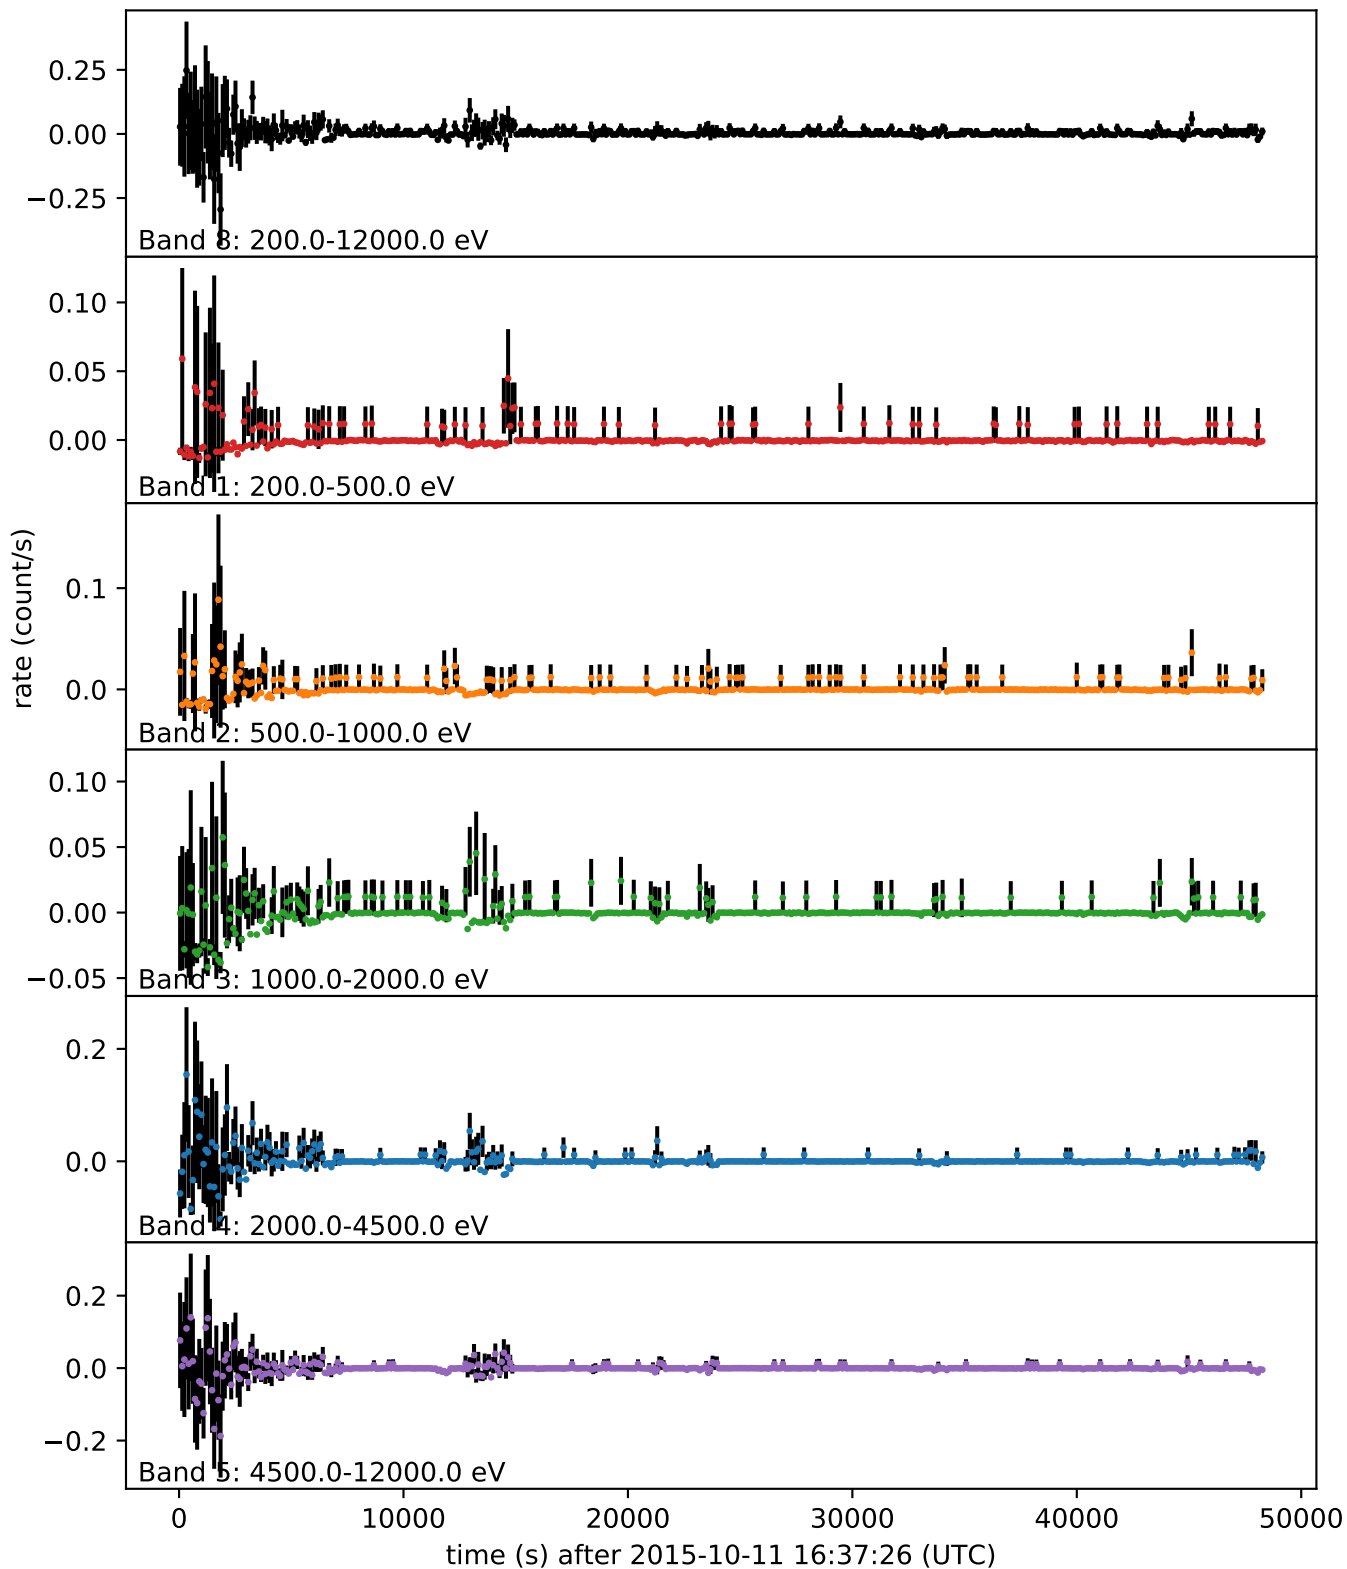 0.25
0.00
−0.25
Band 8: 200.0-12000.0 eV
0.10
0.05
0.00
Band 1: 200.0-500.0 eV
rate (count/s)
0.1
0.0
Band 2: 500.0-1000.0 eV
0.10
0.05
0.00
−0.05
Band 3: 1000.0-2000.0 eV
0.2
0.0
Band 4: 2000.0-4500.0 eV
0.2
0.0
−0.2
Band 5: 4500.0-12000.0 eV
0 10000 20000 30000 40000 50000
time (s) after 2015-10-11 16:37:26 (UTC)